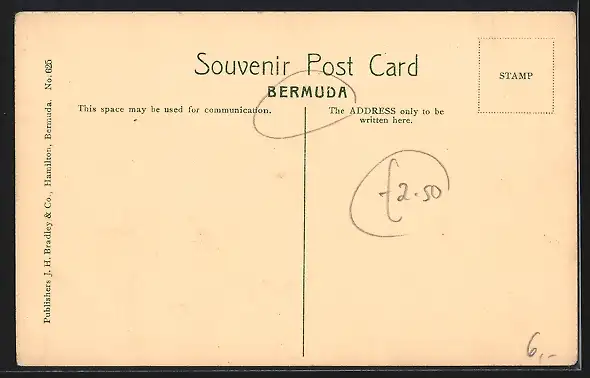 Souvenir Post Card
BERMUDA
This space may be used for communication.
The ADDRESS only to be
written here.
STAMP
Publishers J. H. Bradley & Co., Hamilton, Bermuda. No. 625
£2.50
6,-